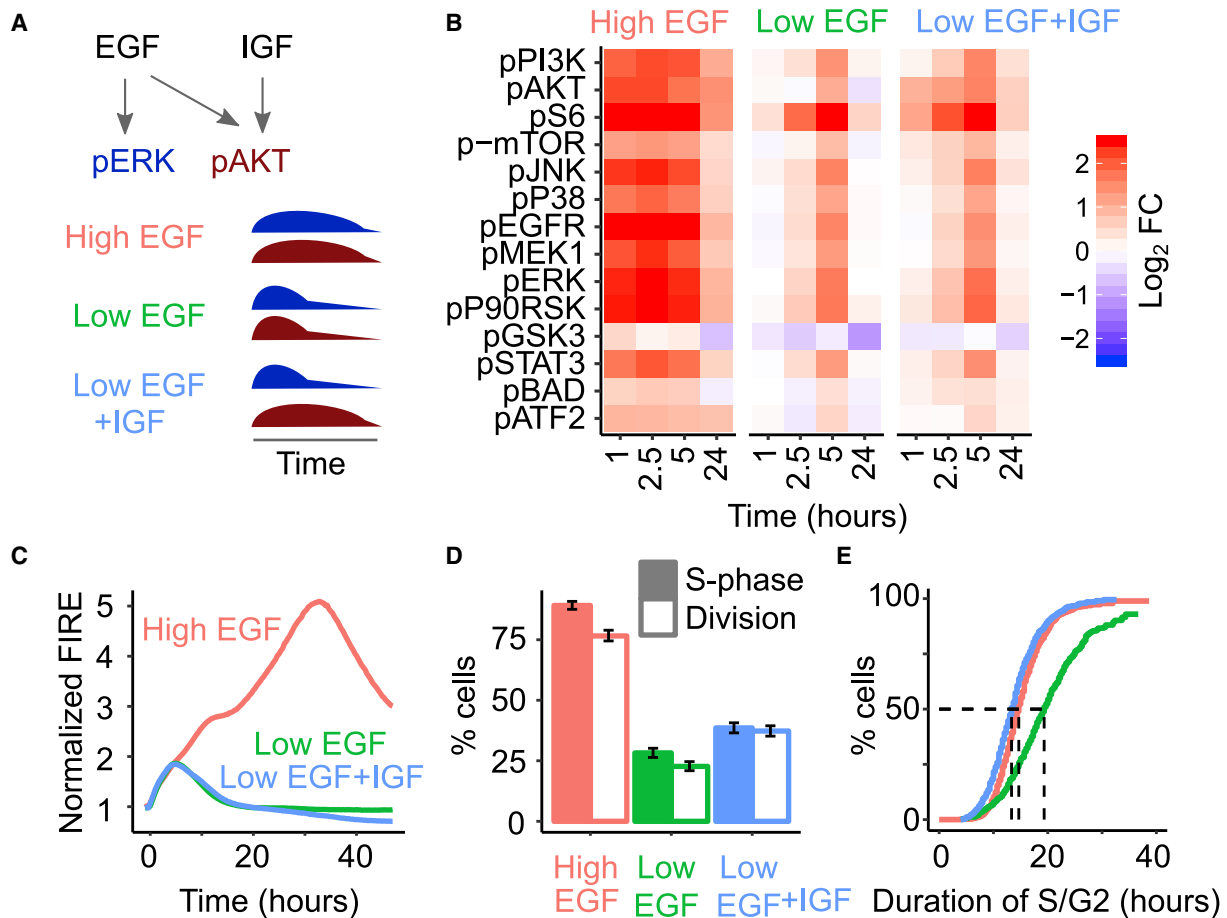 A
EGF IGF
pERK pAKT
High EGF
Low EGF
Low EGF
+IGF
Time
B
High EGF Low EGF Low EGF+IGF
pPI3K
pAKT
pS6
p-mTOR
pJNK
pP38
pEGFR
pMEK1
pERK
pP90RSK
pGSK3
pSTAT3
pBAD
pATF2
1 2.5 5 24 1 2.5 5 24 1 2.5 5 24
Time (hours)
2
1
0
−1
−2
Log₂ FC
C
Normalized FIRE
5
4
3
2
1
High EGF
Low EGF
Low EGF+IGF
0 20 40
Time (hours)
D
S-phase
Division
% cells
75
50
25
0
High EGF
Low EGF
Low EGF+IGF
E
% cells
100
50
0
0 20 40
Duration of S/G2 (hours)